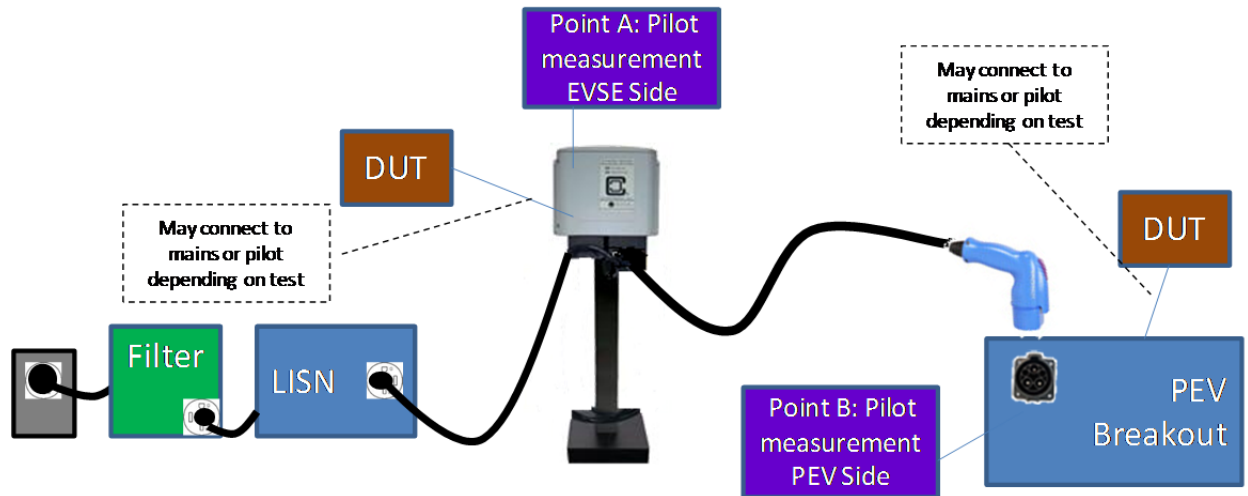 Point A: Pilot
measurement
EVSE Side
May connect to
mains or pilot
depending on test
DUT
May connect to
mains or pilot
depending on test
DUT
Filter
LISN
Point B: Pilot
measurement
PEV Side
PEV
Breakout